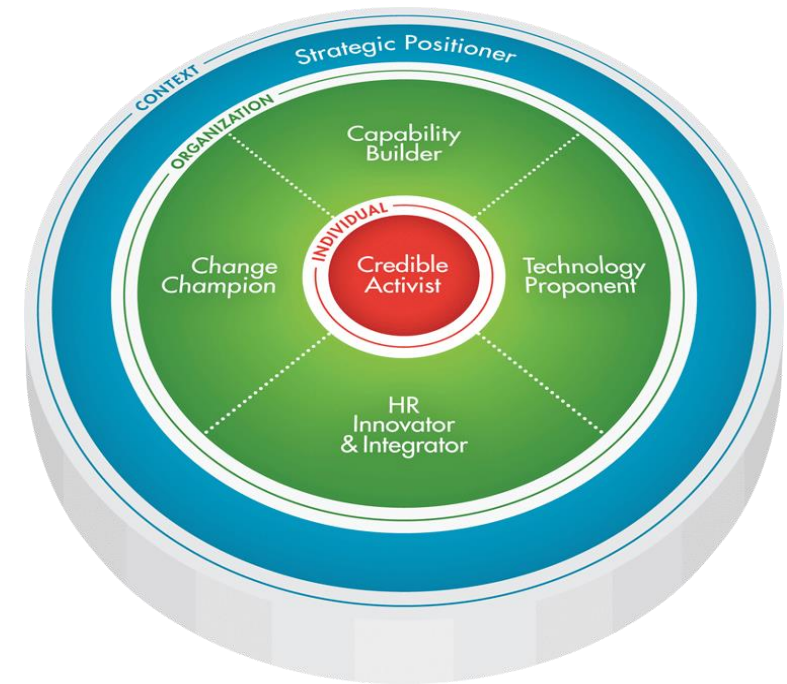 Strategic Positioner
CONTEXT
ORGANIZATION
Capability
Builder
INDIVIDUAL
Change
Champion
Credible
Activist
Technology
Proponent
HR
Innovator
& Integrator